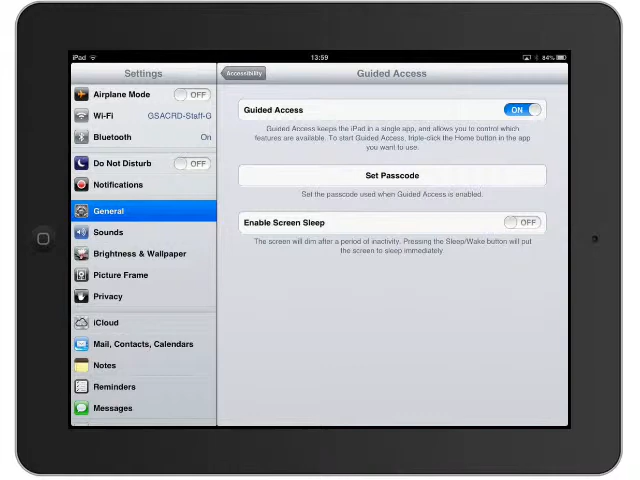 iPad 13:59 84%
Settings
Accessibility
Guided Access
Airplane Mode OFF
Wi-Fi GSACRD-Staff-G
Bluetooth On
Do Not Disturb OFF
Notifications
General
Sounds
Brightness & Wallpaper
Picture Frame
Privacy
iCloud
Mail, Contacts, Calendars
Notes
Reminders
Messages
Guided Access ON
Guided Access keeps the iPad in a single app, and allows you to control which
features are available. To start Guided Access, triple-click the Home button in the app
you want to use.
Set Passcode
Set the passcode used when Guided Access is enabled.
Enable Screen Sleep OFF
The screen will dim after a period of inactivity. Pressing the Sleep/Wake button will put
the screen to sleep immediately